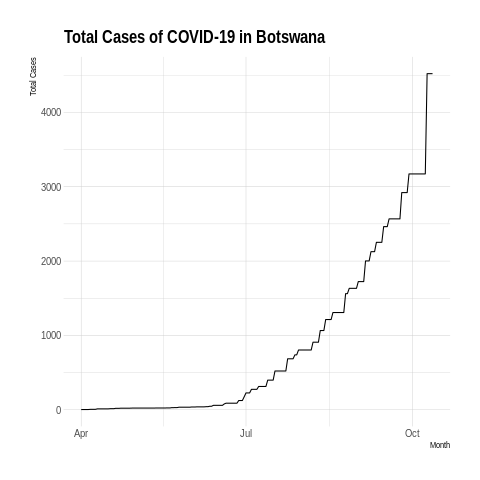 Total Cases of COVID-19 in Botswana
Total Cases
4000
3000
2000
1000
0
Apr
Jul
Oct
Month